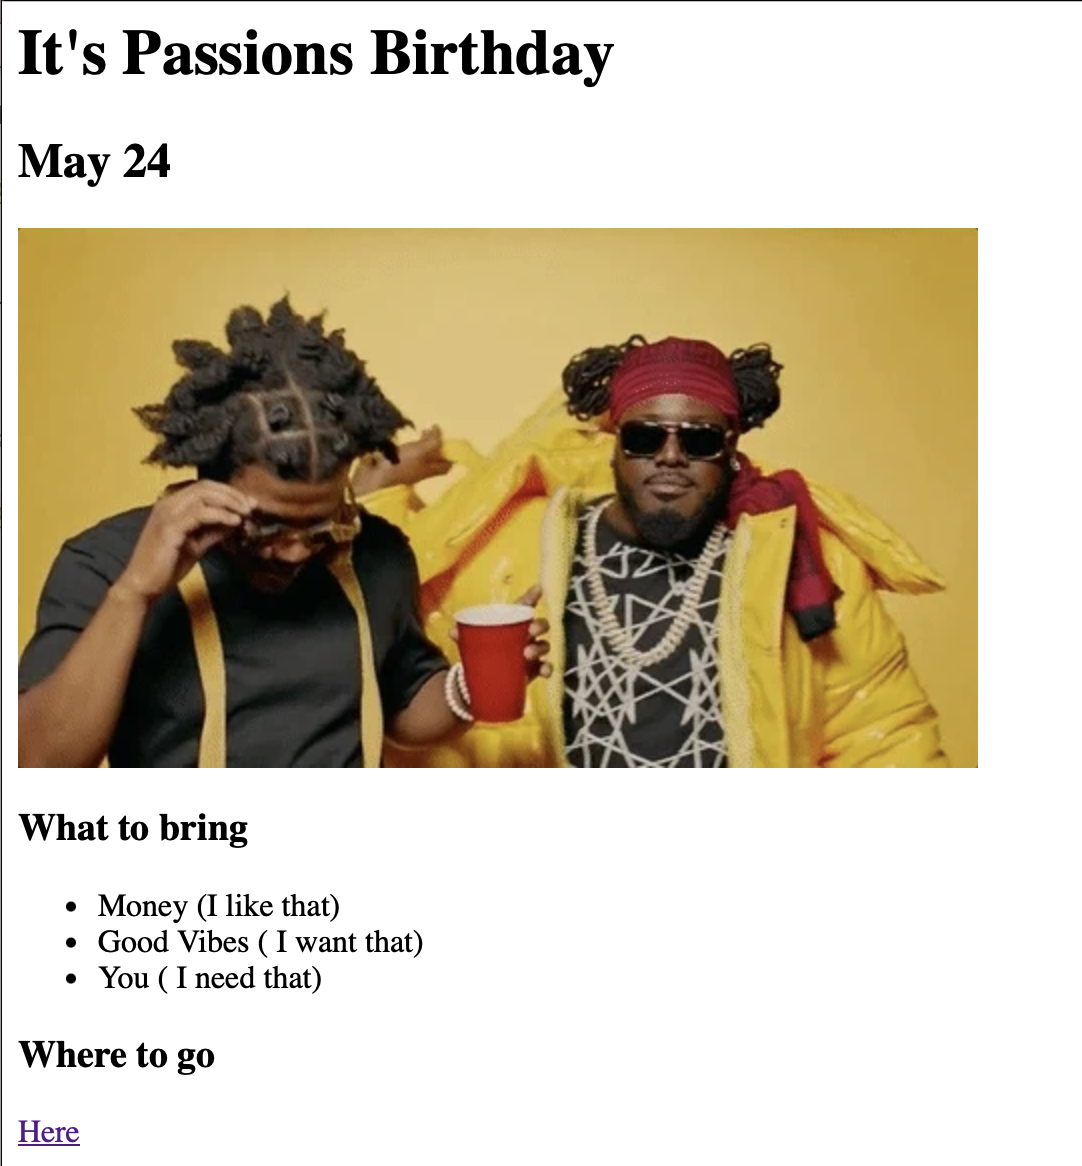 It's Passions Birthday
May 24
What to bring
• Money (I like that)
• Good Vibes ( I want that)
• You ( I need that)
Where to go
Here